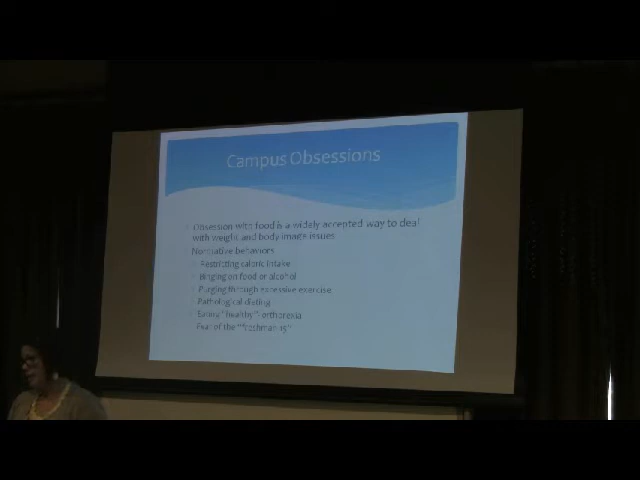 Campus Obsessions
Obsession with food is a widely accepted way to deal
with weight and body image issues
Normative behaviors
Restricting caloric intake
Binging on food or alcohol
Purging through excessive exercise
Pathological dieting
Eating "healthy": orthorexia
Fear of the "freshman 15"